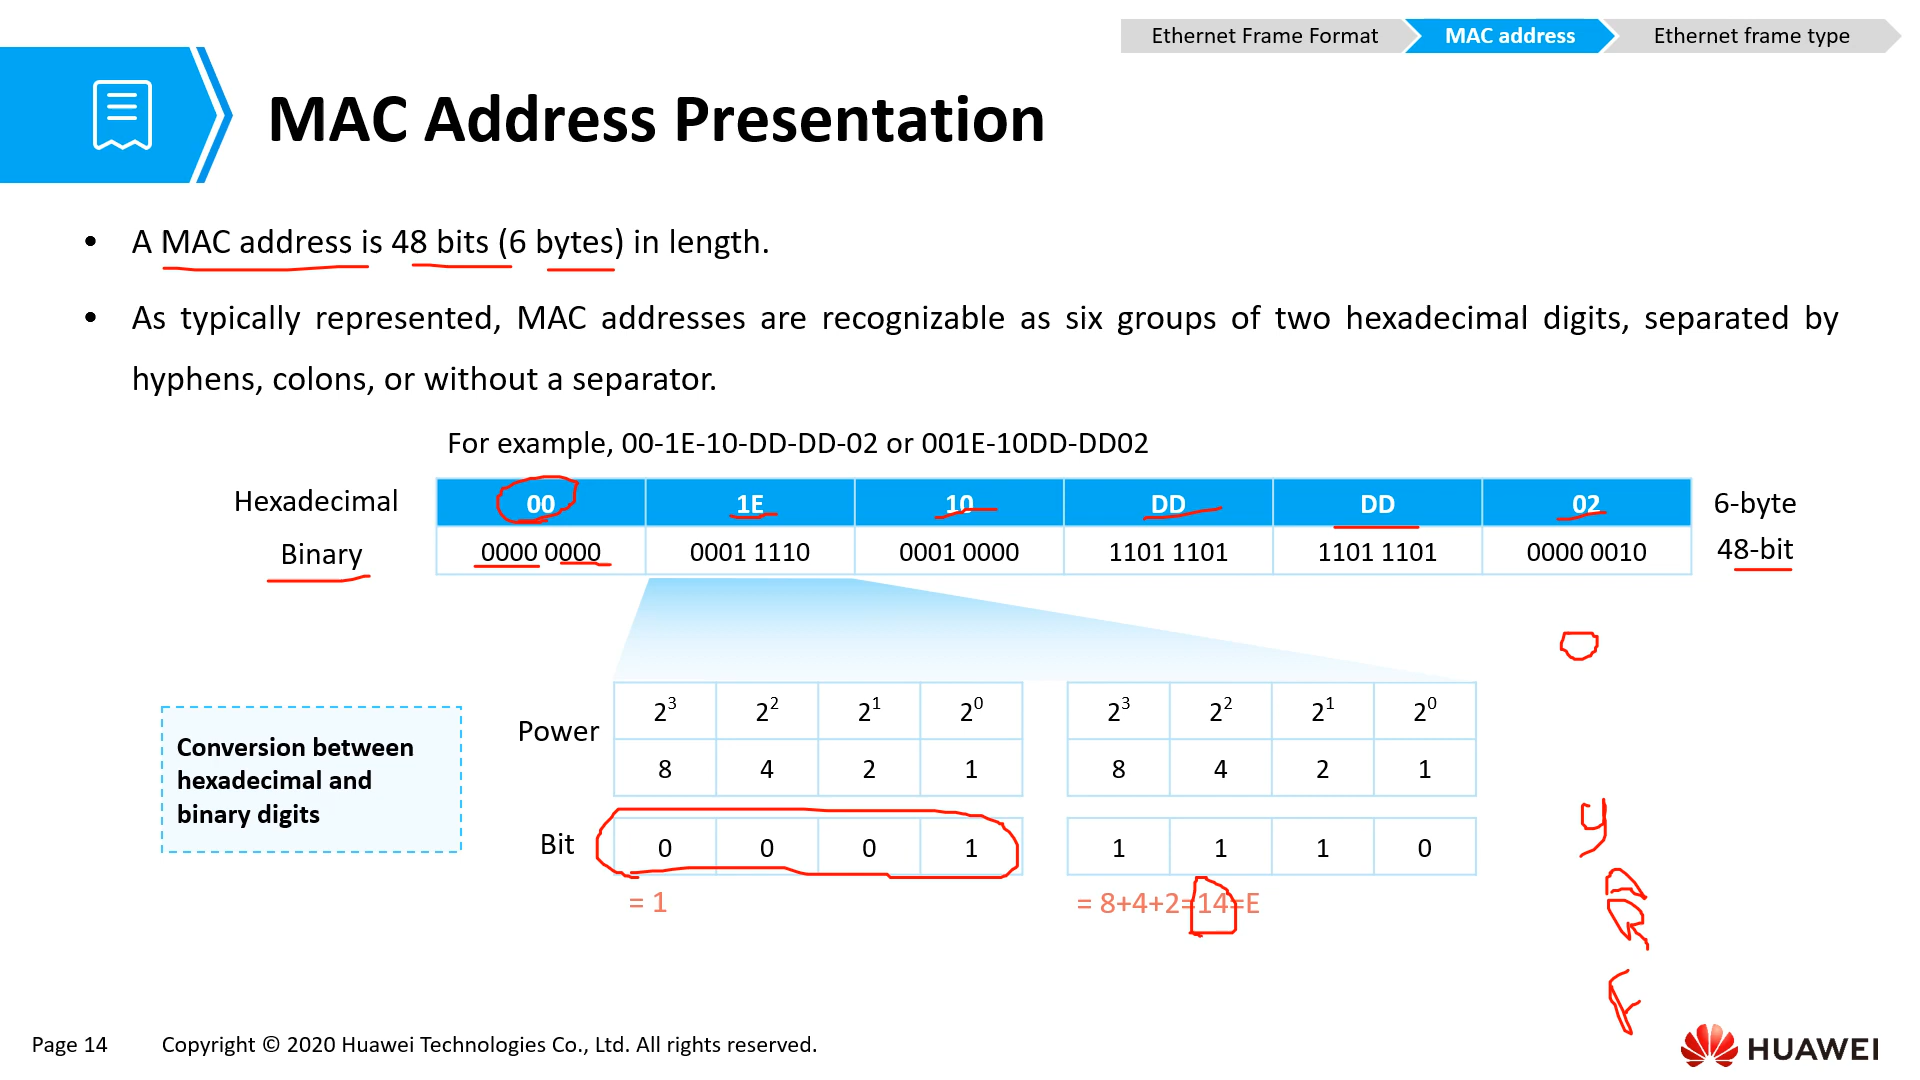 Ethernet Frame Format MAC address Ethernet frame type
MAC Address Presentation
• A MAC address is 48 bits (6 bytes) in length.
• As typically represented, MAC addresses are recognizable as six groups of two hexadecimal digits, separated by
hyphens, colons, or without a separator.
For example, 00-1E-10-DD-DD-02 or 001E-10DD-DD02
Hexadecimal 00 1E 10 DD DD 02 6-byte
Binary 0000 0000 0001 1110 0001 0000 1101 1101 1101 1101 0000 0010 48-bit
Power 2³ 2² 2¹ 2⁰ 2³ 2² 2¹ 2⁰
8 4 2 1 8 4 2 1
Conversion between
hexadecimal and
binary digits
Bit 0 0 0 1 1 1 1 0
= 1 = 8+4+2=14=E
Page 14 Copyright © 2020 Huawei Technologies Co., Ltd. All rights reserved.
HUAWEI